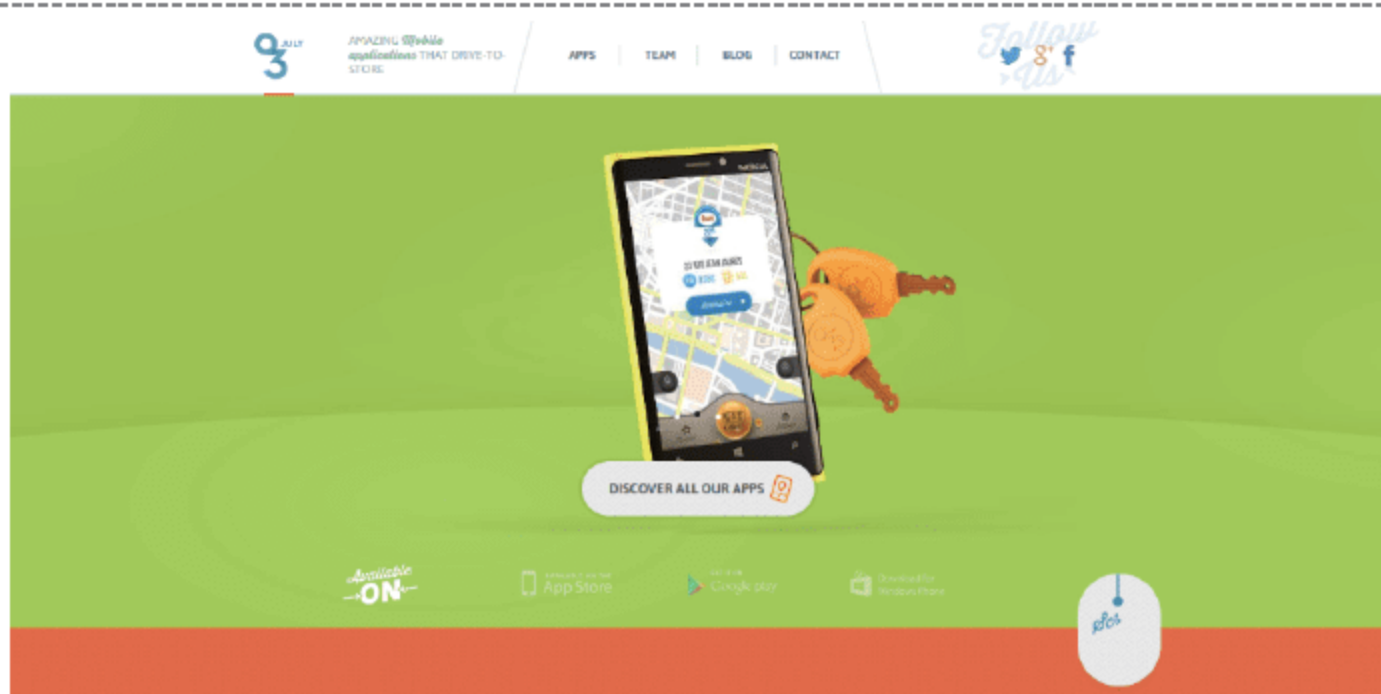 03 JULY
AMAZING Mobile
applications THAT DRIVE-TO-
STORE
APPS
TEAM
BLOG
CONTACT
Follow
Us
DISCOVER ALL OUR APPS
Available
ON
App Store
Google play
Download for
Windows Phone